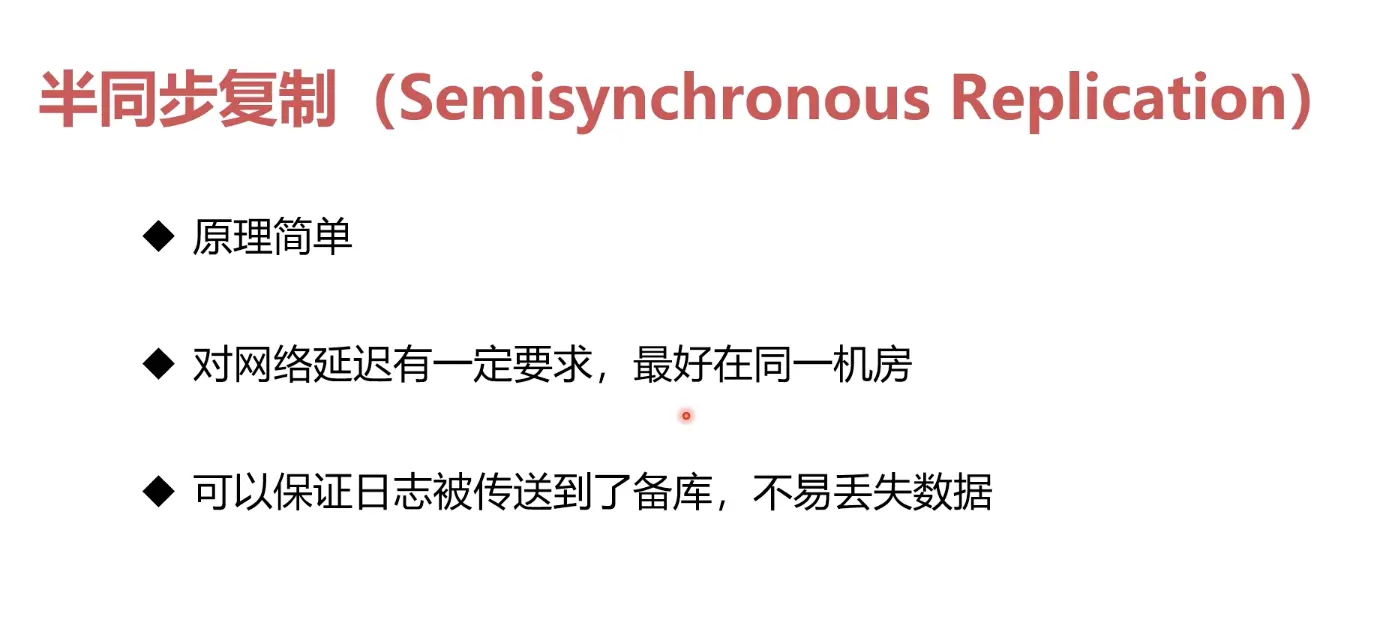 半同步复制（Semisynchronous Replication）
◆ 原理简单
◆ 对网络延迟有一定要求，最好在同一机房
◆ 可以保证日志被传送到了备库，不易丢失数据